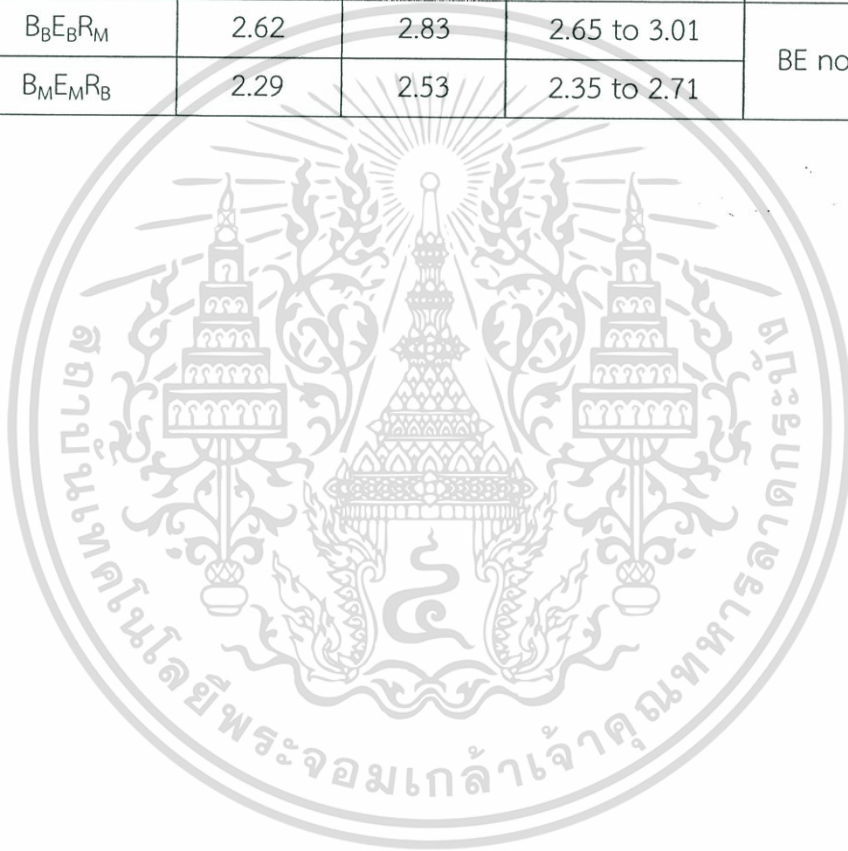 B_BE_BR_M 2.62 2.83 2.65 to 3.01
BE no
B_ME_MR_B 2.29 2.53 2.35 to 2.71
สถาบันเทคโนโลยีพระจอมเกล้าเจ้าคุณทหารลาดกระบัง